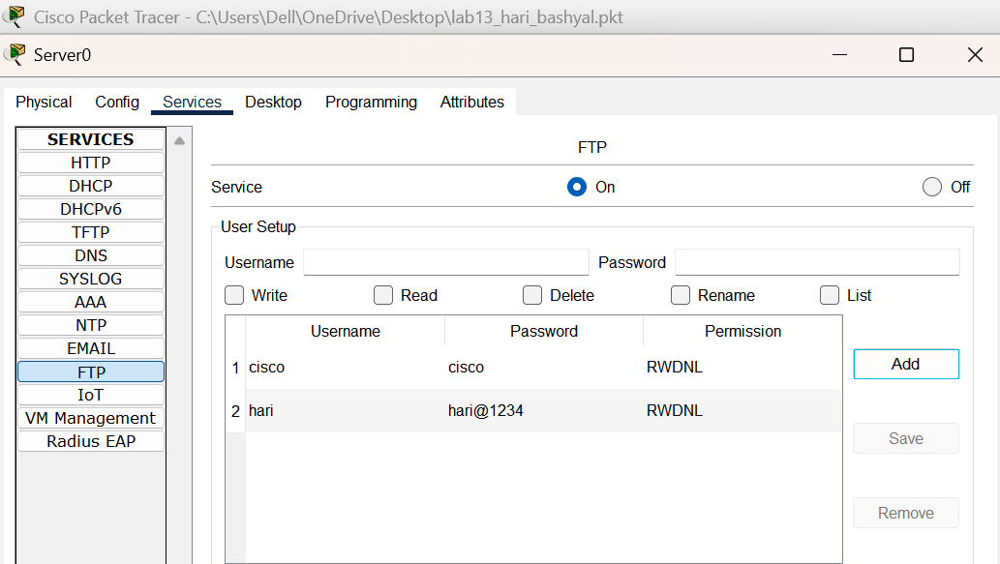 Cisco Packet Tracer - C:\Users\Dell\OneDrive\Desktop\lab13_hari_bashyal.pkt
Server0
Physical Config Services Desktop Programming Attributes
SERVICES
HTTP
DHCP
DHCPv6
TFTP
DNS
SYSLOG
AAA
NTP
EMAIL
FTP
IoT
VM Management
Radius EAP
FTP
Service On Off
User Setup
Username Password
Write Read Delete Rename List
Username Password Permission
1 cisco cisco RWDNL
2 hari hari@1234 RWDNL
Add
Save
Remove